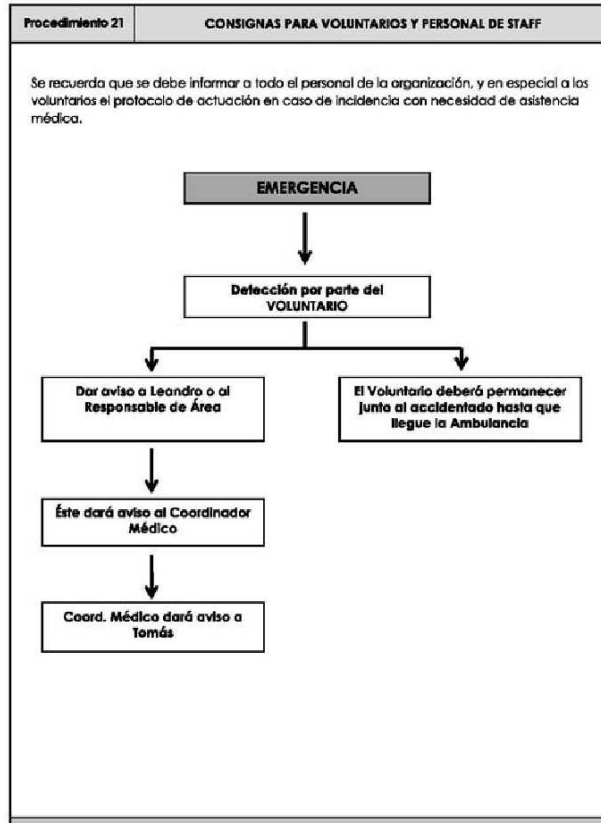 Procedimiento 21
CONSIGNAS PARA VOLUNTARIOS Y PERSONAL DE STAFF
Se recuerda que se debe informar a todo el personal de la organización, y en especial a los
voluntarios el protocolo de actuación en caso de incidencia con necesidad de asistencia
médica.
EMERGENCIA
Detección por parte del
VOLUNTARIO
Dar aviso a Leandro o al
Responsable de Área
El Voluntario deberá permanecer
junto al accidentado hasta que
llegue la Ambulancia
Éste dará aviso al Coordinador
Médico
Coord. Médico dará aviso a
Tomás